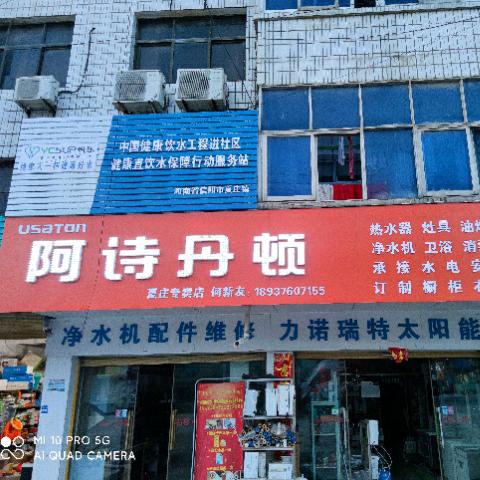 中国健康饮水工程进社区
健康直饮水保障行动服务站
河南省信阳市夏庄镇
usaton
阿诗丹顿
夏庄专卖店 何新友：18937607155
热水器 灶具 油烟
净水机 卫浴 消
承接水电安
订制橱柜
净水机配件维修 力诺瑞特太阳能
MI 10 PRO 5G
AI QUAD CAMERA